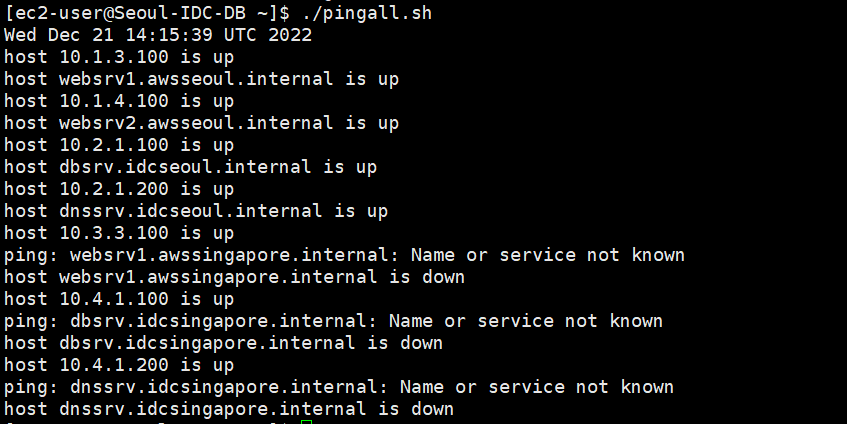 [ec2-user@Seoul-IDC-DB ~]$ ./pingall.sh
Wed Dec 21 14:15:39 UTC 2022
host 10.1.3.100 is up
host websrv1.awsseoul.internal is up
host 10.1.4.100 is up
host websrv2.awsseoul.internal is up
host 10.2.1.100 is up
host dbsrv.idcseoul.internal is up
host 10.2.1.200 is up
host dnssrv.idcseoul.internal is up
host 10.3.3.100 is up
ping: websrv1.awssingapore.internal: Name or service not known
host websrv1.awssingapore.internal is down
host 10.4.1.100 is up
ping: dbsrv.idcsingapore.internal: Name or service not known
host dbsrv.idcsingapore.internal is down
host 10.4.1.200 is up
ping: dnssrv.idcsingapore.internal: Name or service not known
host dnssrv.idcsingapore.internal is down